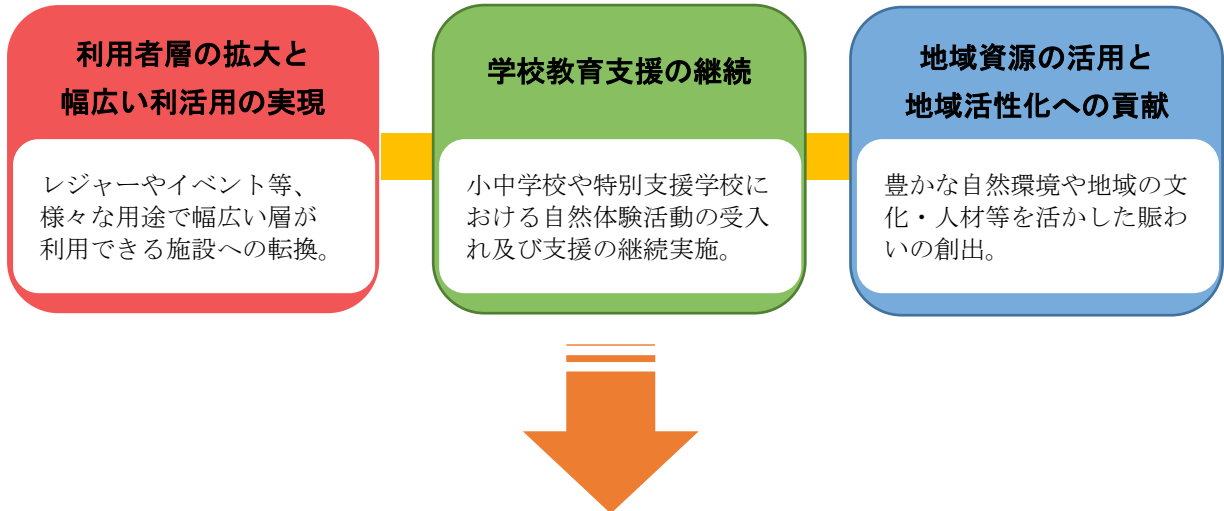 利用者層の拡大と
幅広い利活用の実現
レジャーやイベント等、
様々な用途で幅広い層が
利用できる施設への転換。
学校教育支援の継続
小中学校や特別支援学校に
おける自然体験活動の受入
れ及び支援の継続実施。
地域資源の活用と
地域活性化への貢献
豊かな自然環境や地域の文
化・人材等を活かした賑わ
いの創出。